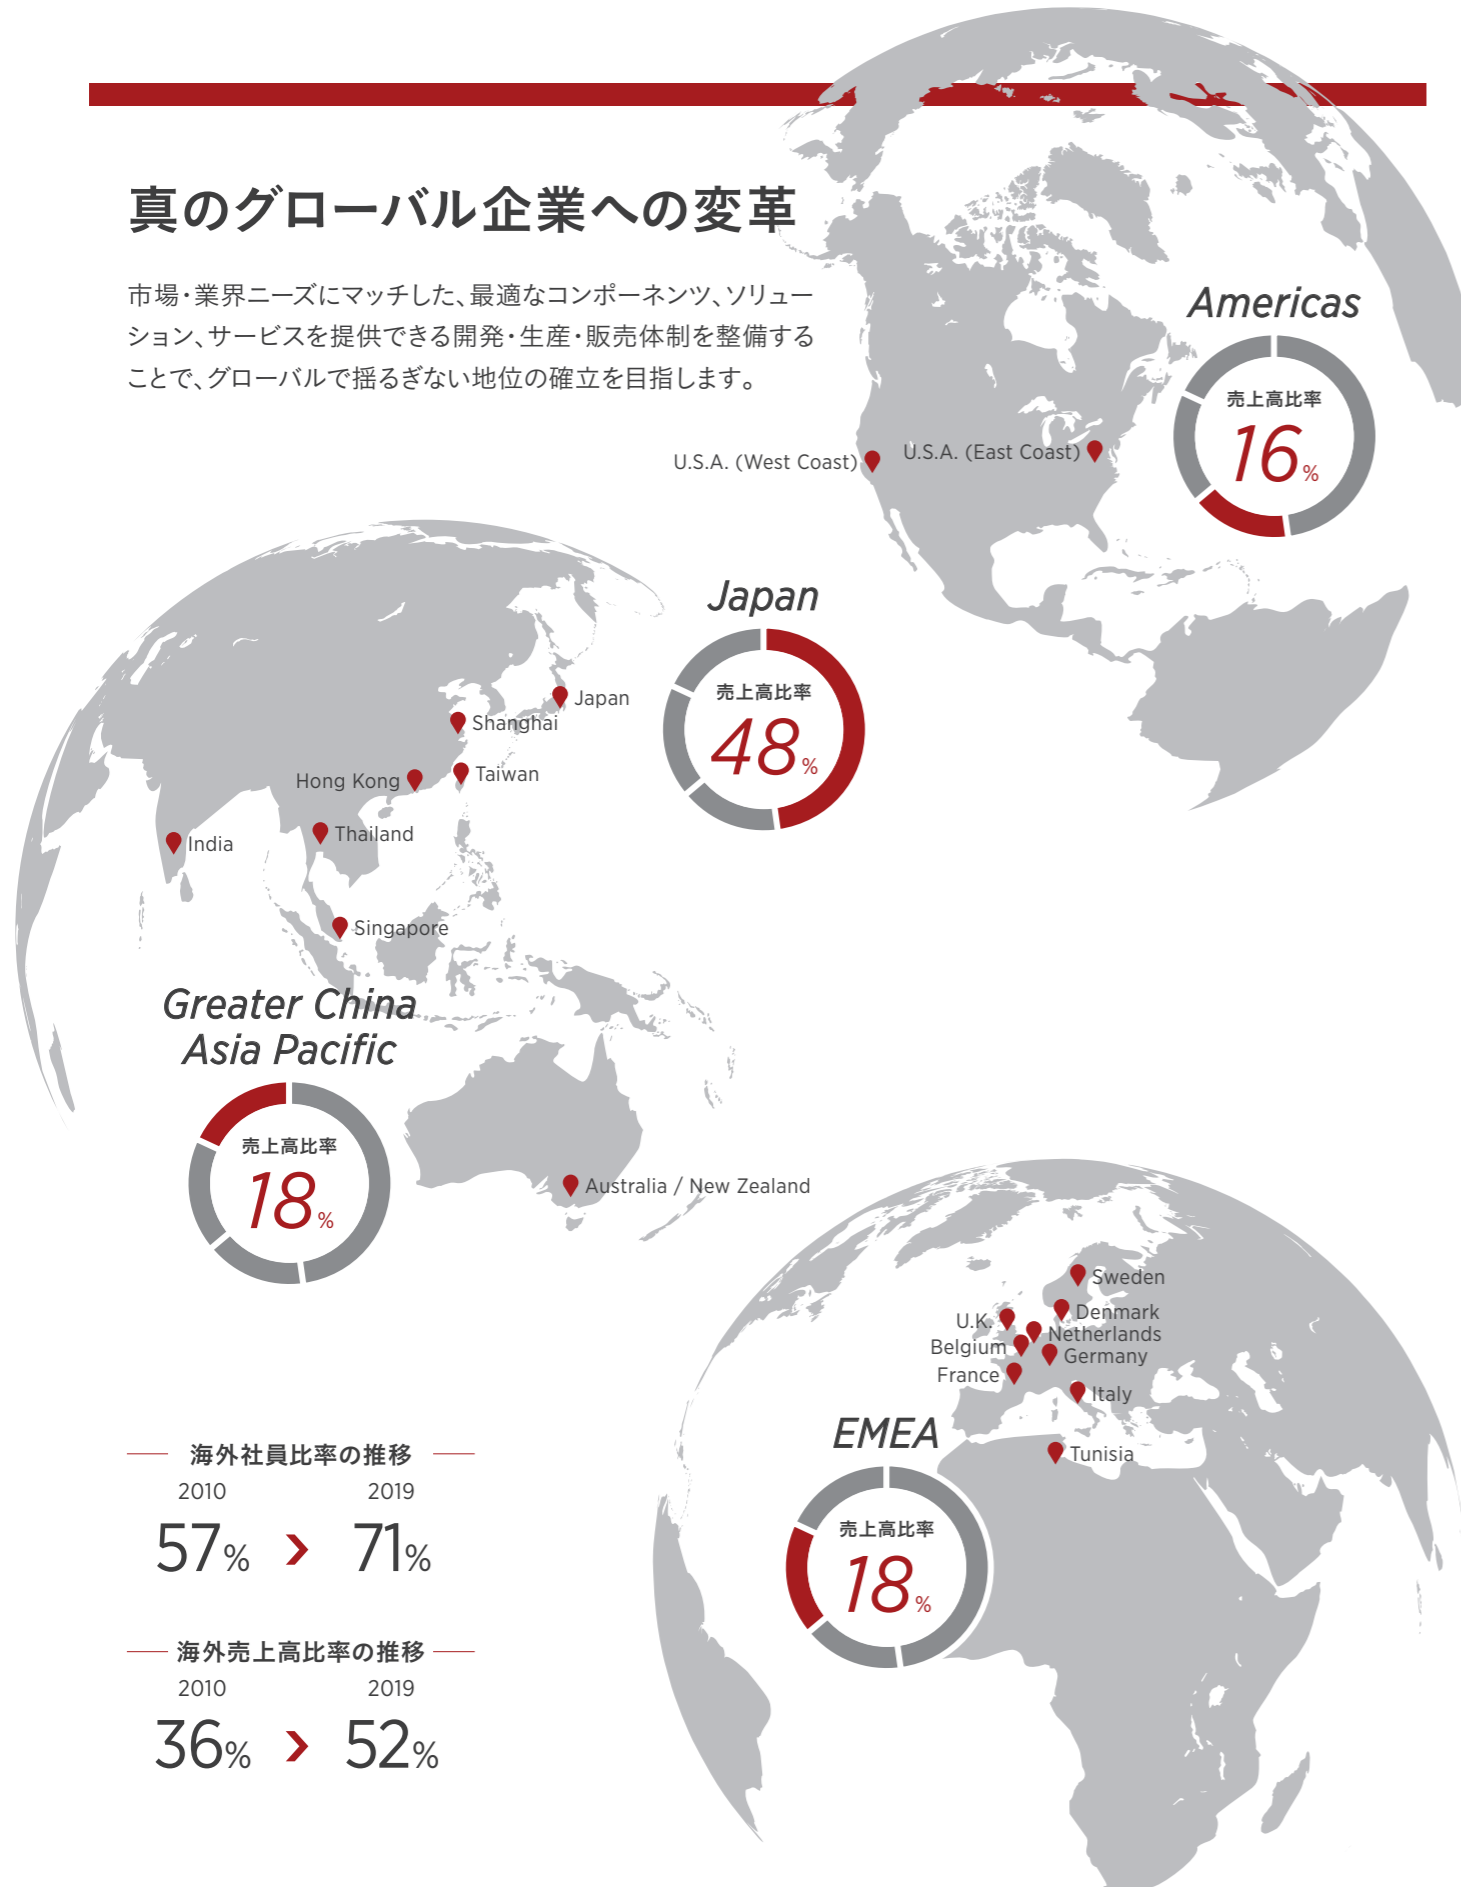 真のグローバル企業への変革
市場・業界ニーズにマッチした、最適なコンポーネンツ、ソリュー
ション、サービスを提供できる開発・生産・販売体制を整備する
ことで、グローバルで揺るぎない地位の確立を目指します。
Americas
売上高比率
16%
U.S.A. (West Coast)
U.S.A. (East Coast)
Japan
売上高比率
48%
Japan
Shanghai
Hong Kong
Taiwan
India
Thailand
Singapore
Greater China
Asia Pacific
売上高比率
18%
Australia / New Zealand
Sweden
U.K.
Denmark
Netherlands
Belgium
Germany
France
Italy
Tunisia
EMEA
売上高比率
18%
海外社員比率の推移
2010 2019
57% 71%
海外売上高比率の推移
2010 2019
36% 52%